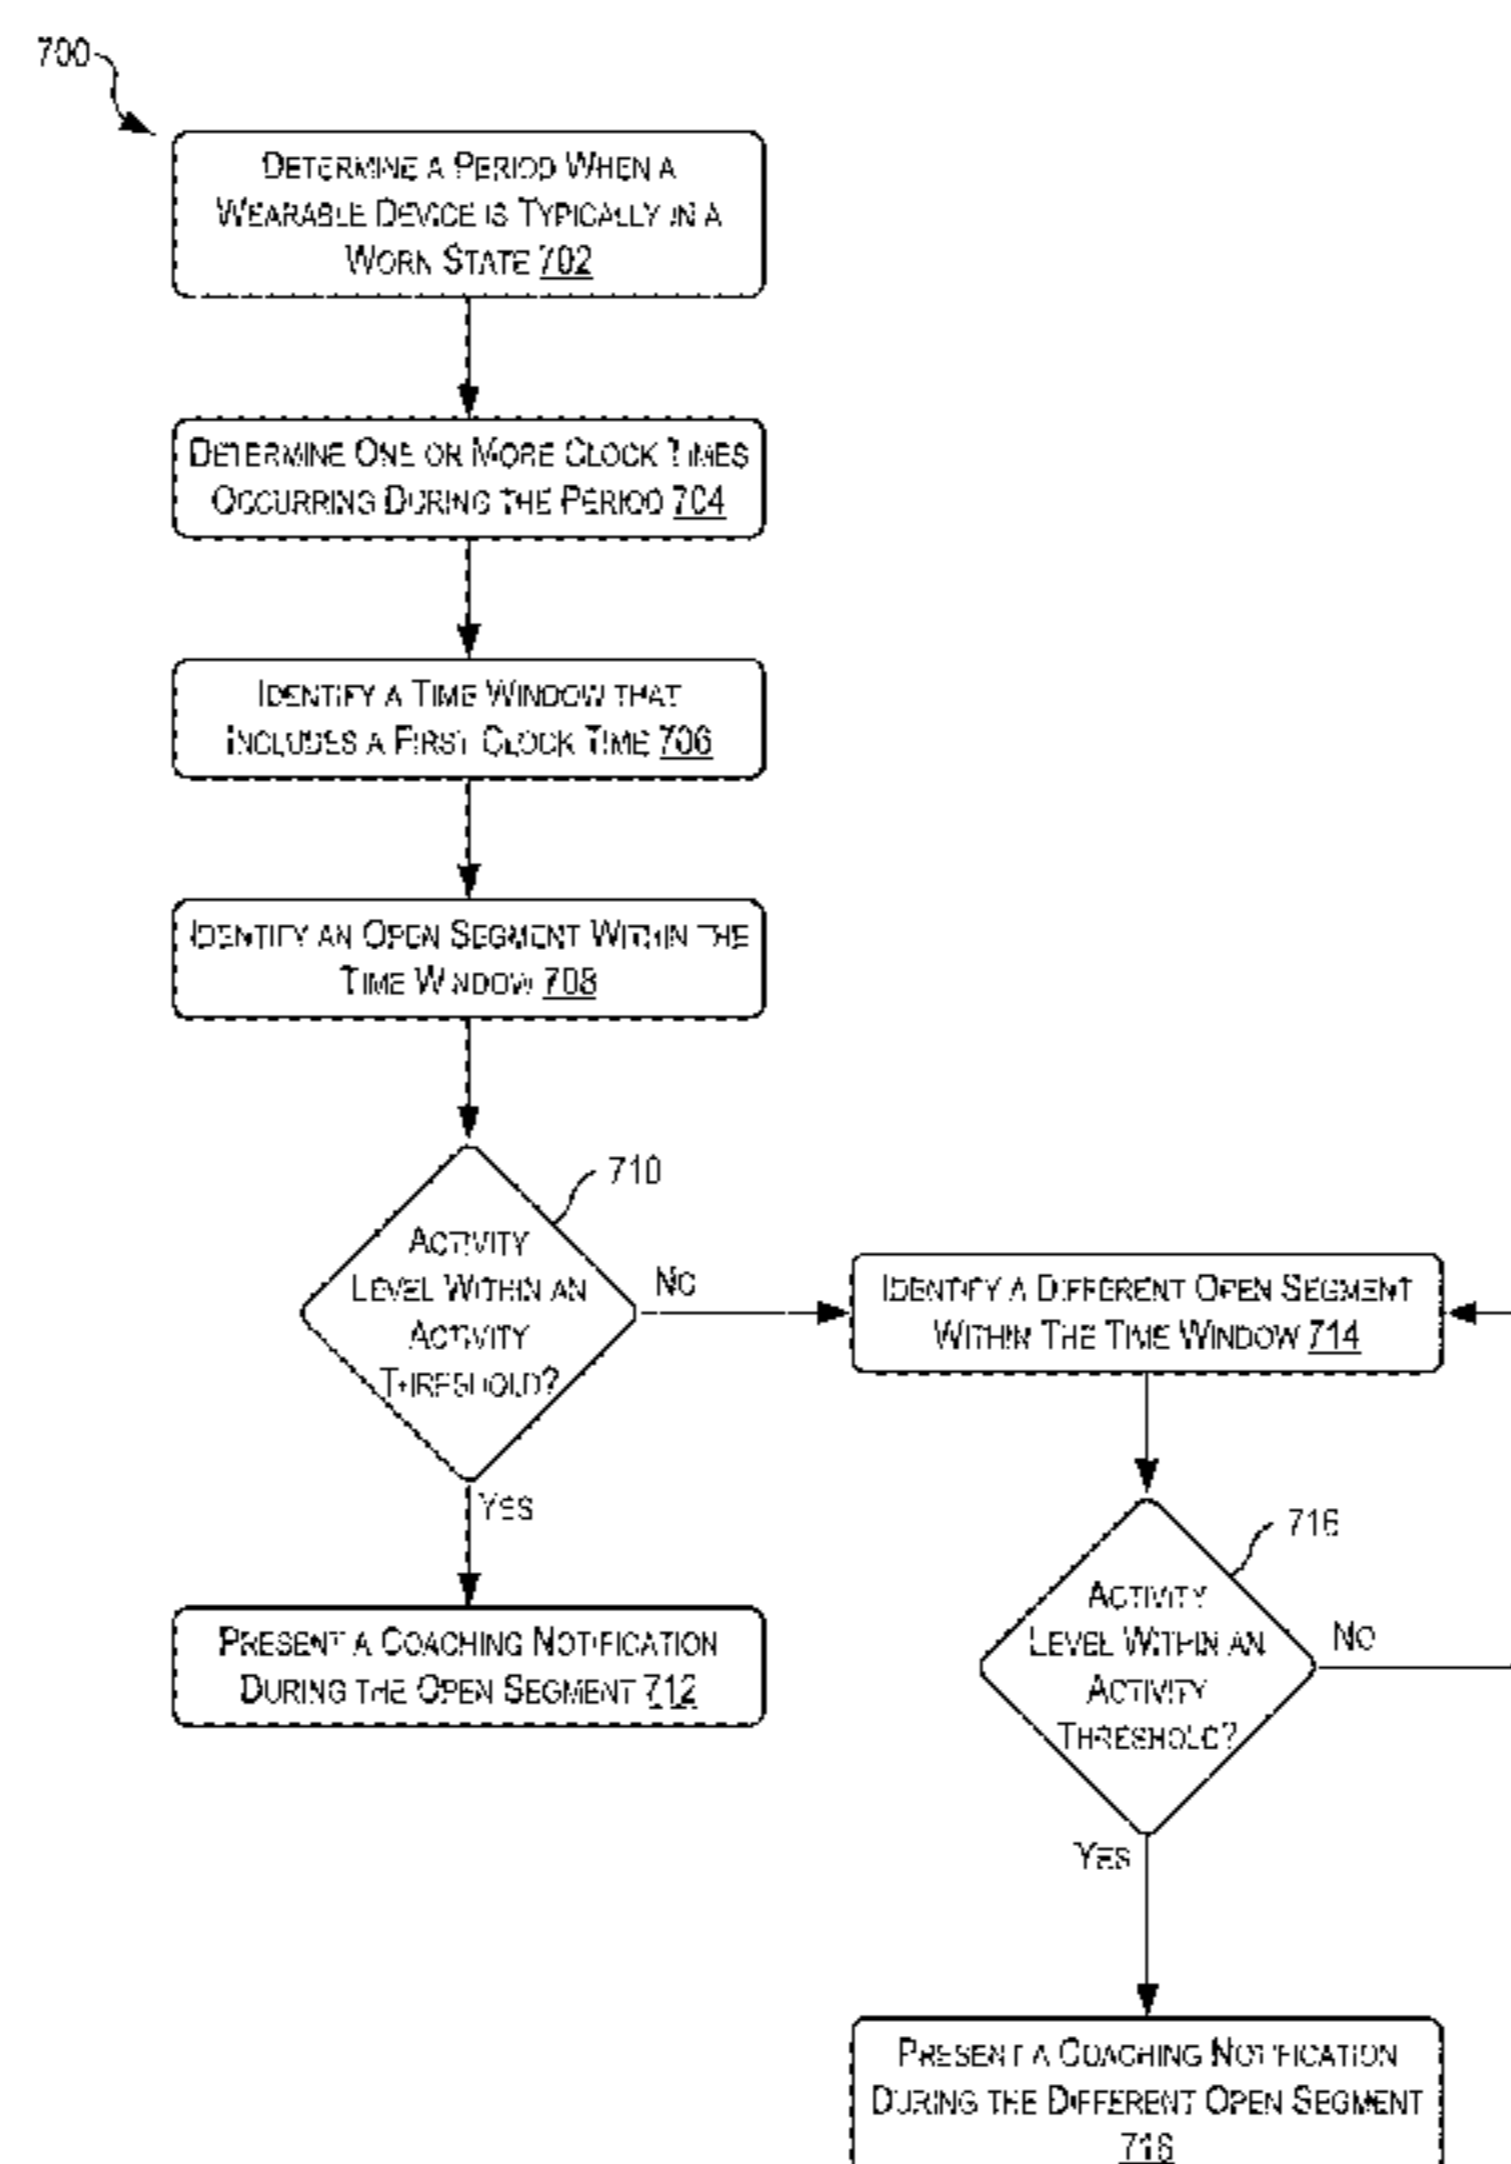 700
DETERMINE A PERIOD WHEN A
WEARABLE DEVICE IS TYPICALLY IN A
WORN STATE 702
DETERMINE ONE OR MORE CLOCK TIMES
OCCURRING DURING THE PERIOD 704
IDENTIFY A TIME WINDOW THAT
INCLUDES A FIRST CLOCK TIME 706
IDENTIFY AN OPEN SEGMENT WITHIN THE
TIME WINDOW 708
710
ACTIVITY
LEVEL WITHIN AN
ACTIVITY
THRESHOLD?
NO
YES
PRESENT A COACHING NOTIFICATION
DURING THE OPEN SEGMENT 712
IDENTIFY A DIFFERENT OPEN SEGMENT
WITHIN THE TIME WINDOW 714
716
ACTIVITY
LEVEL WITHIN AN
ACTIVITY
THRESHOLD?
NO
YES
PRESENT A COACHING NOTIFICATION
DURING THE DIFFERENT OPEN SEGMENT
718